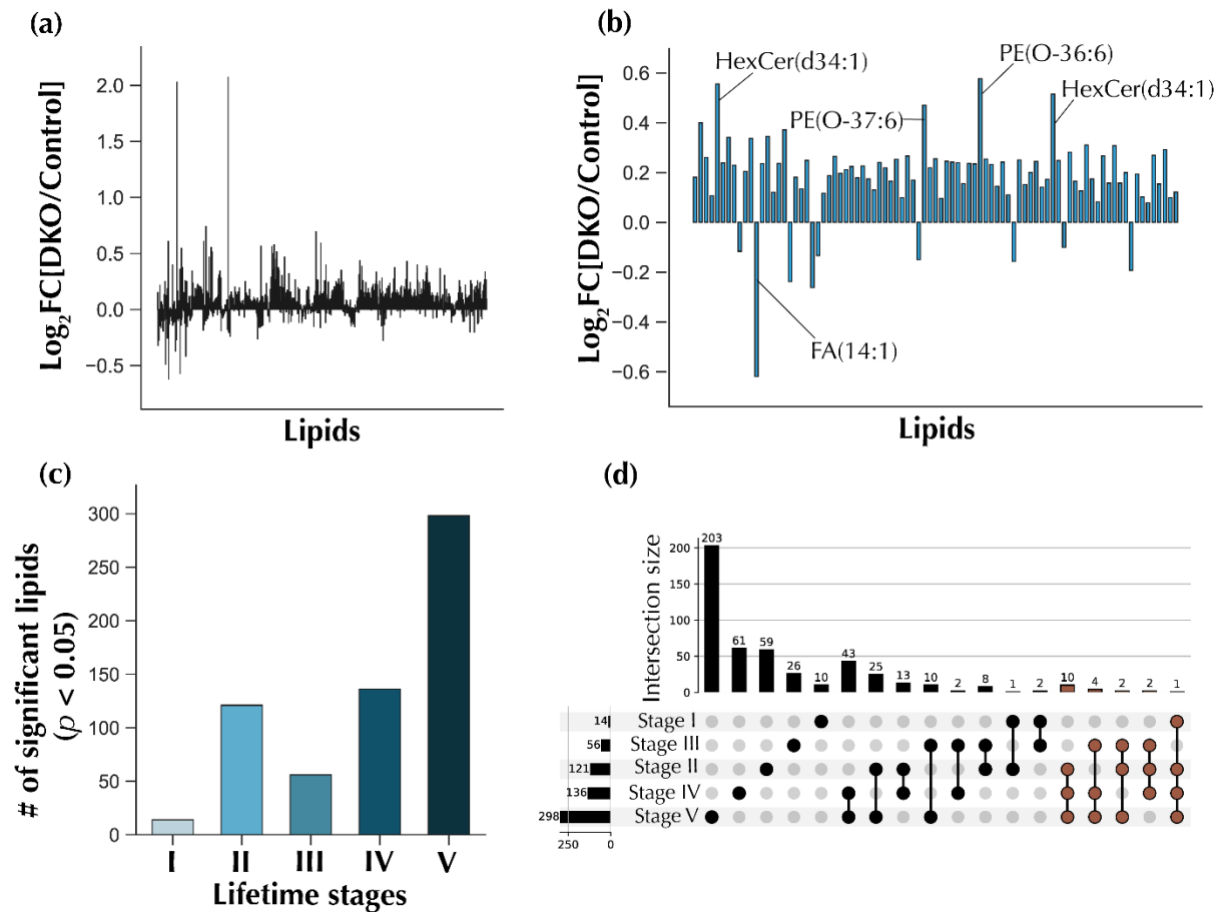 (a)
Log2FC[DKO/Control]
2.0
1.5
1.0
0.5
0.0
−0.5
Lipids
(b)
Log2FC[DKO/Control]
0.6
0.4
0.2
0.0
−0.2
−0.4
−0.6
HexCer(d34:1)
PE(O-36:6)
HexCer(d34:1)
PE(O-37:6)
FA(14:1)
Lipids
(c)
# of significant lipids
(p < 0.05)
300
250
200
150
100
50
0
I II III IV V
Lifetime stages
(d)
Intersection size
200
150
100
50
0
203 61 59 26 10 43 25 13 10 2 8 1 2 10 4 2 2 1
14 Stage I
56 Stage III
121 Stage II
136 Stage IV
298 Stage V
250 0